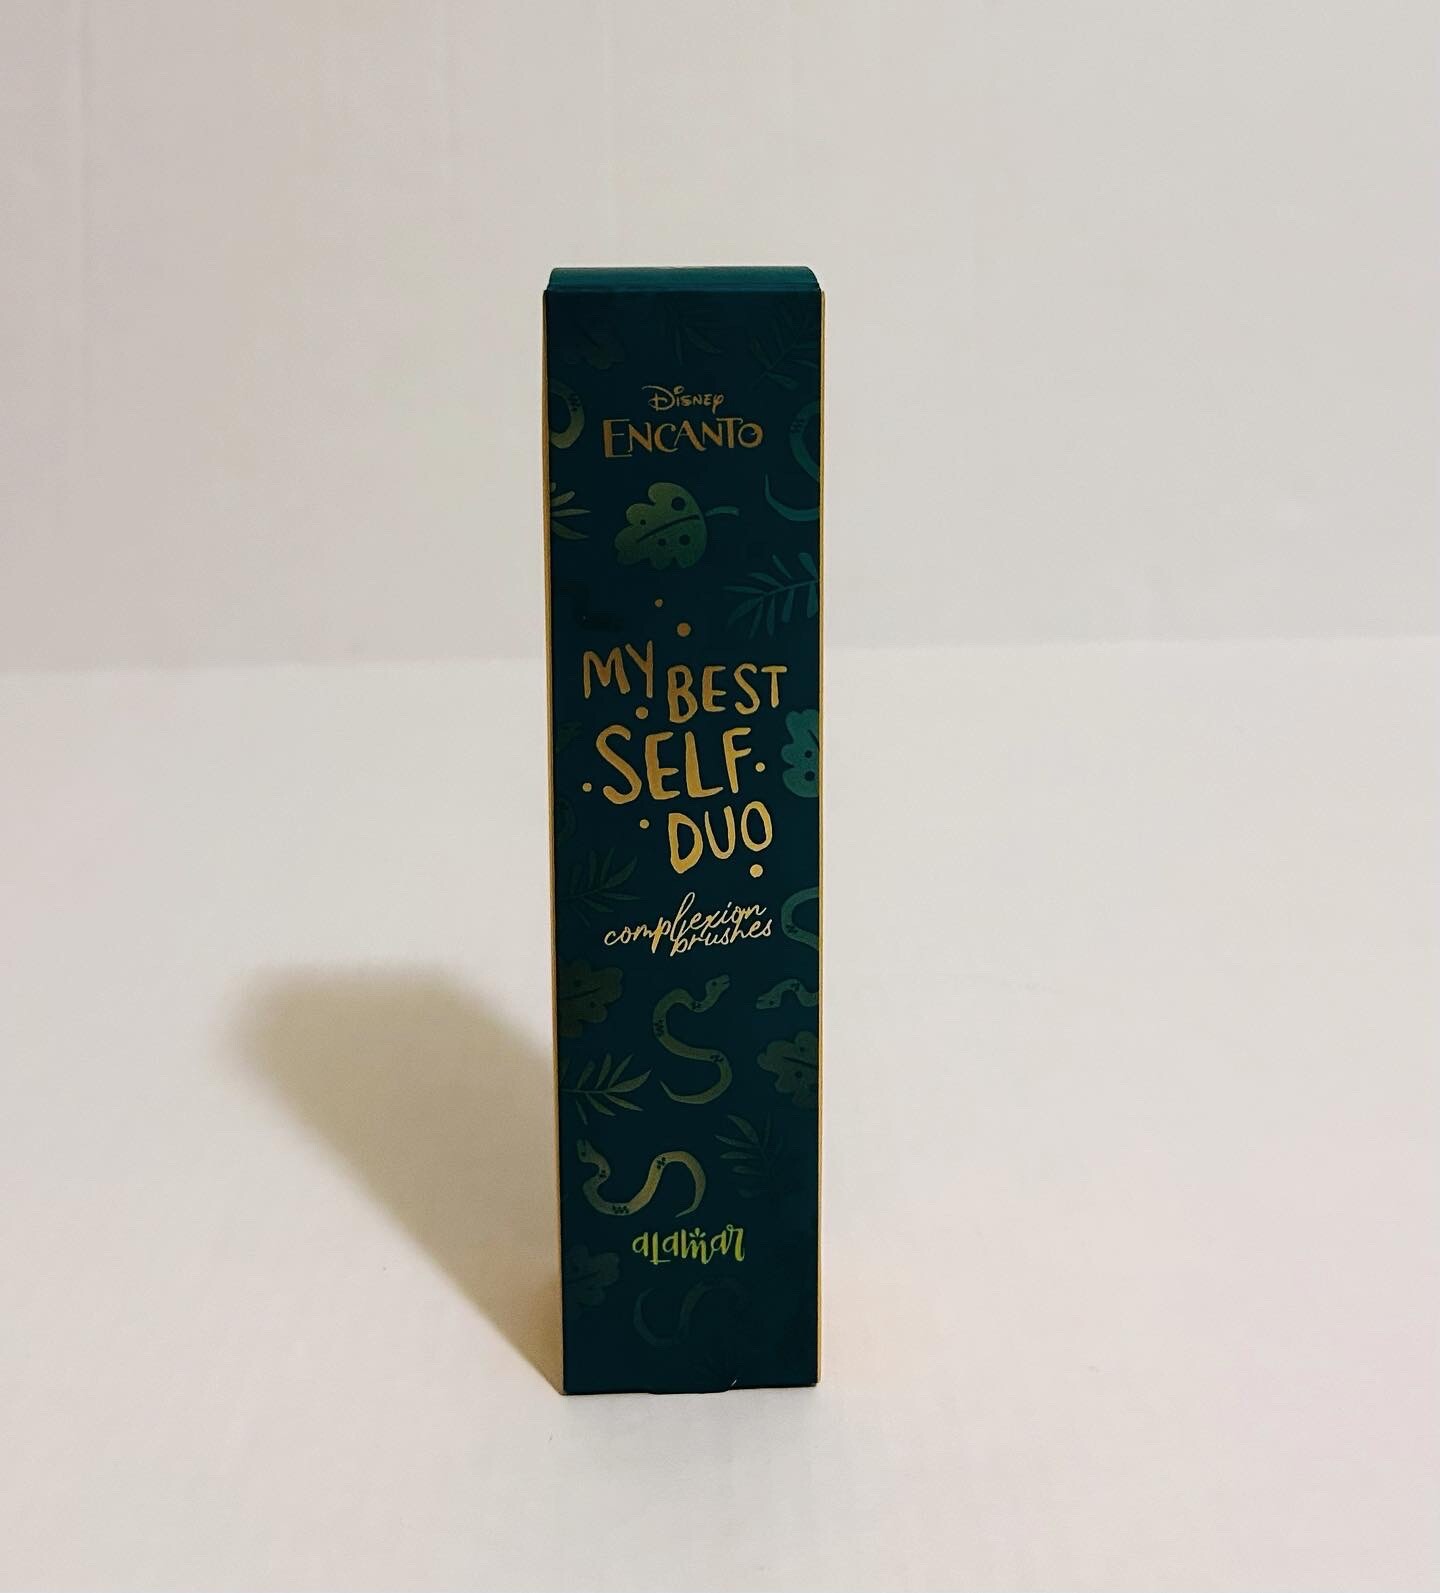 Disney
ENCANTO
MY BEST
SELF
DUO
complexion
brushes
alamar